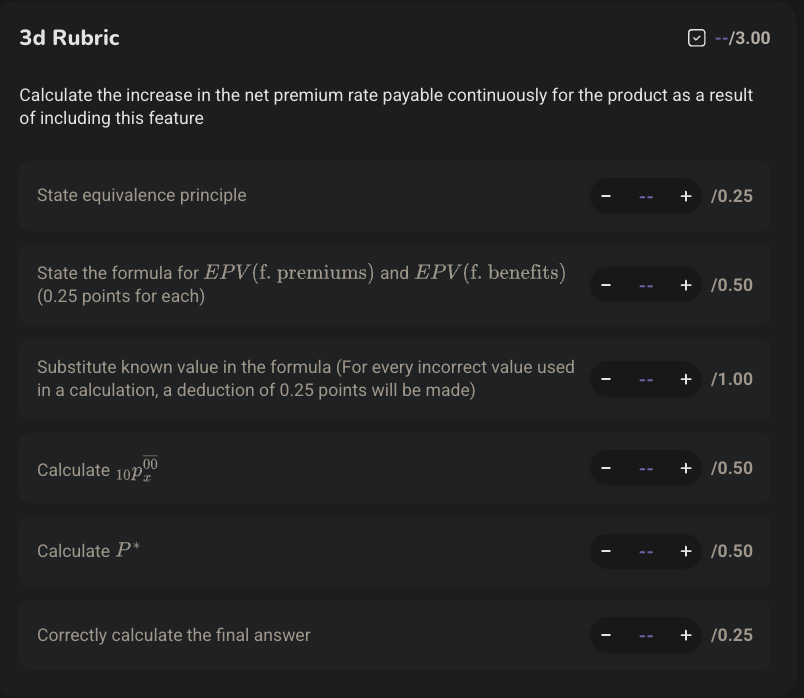 3d Rubric
--/3.00
Calculate the increase in the net premium rate payable continuously for the product as a result
of including this feature
State equivalence principle
− -- + /0.25
State the formula for EPV(f. premiums) and EPV(f. benefits)
(0.25 points for each)
− -- + /0.50
Substitute known value in the formula (For every incorrect value used
in a calculation, a deduction of 0.25 points will be made)
− -- + /1.00
Calculate $_{10}p_x^{\overline{00}}$
− -- + /0.50
Calculate P*
− -- + /0.50
Correctly calculate the final answer
− -- + /0.25